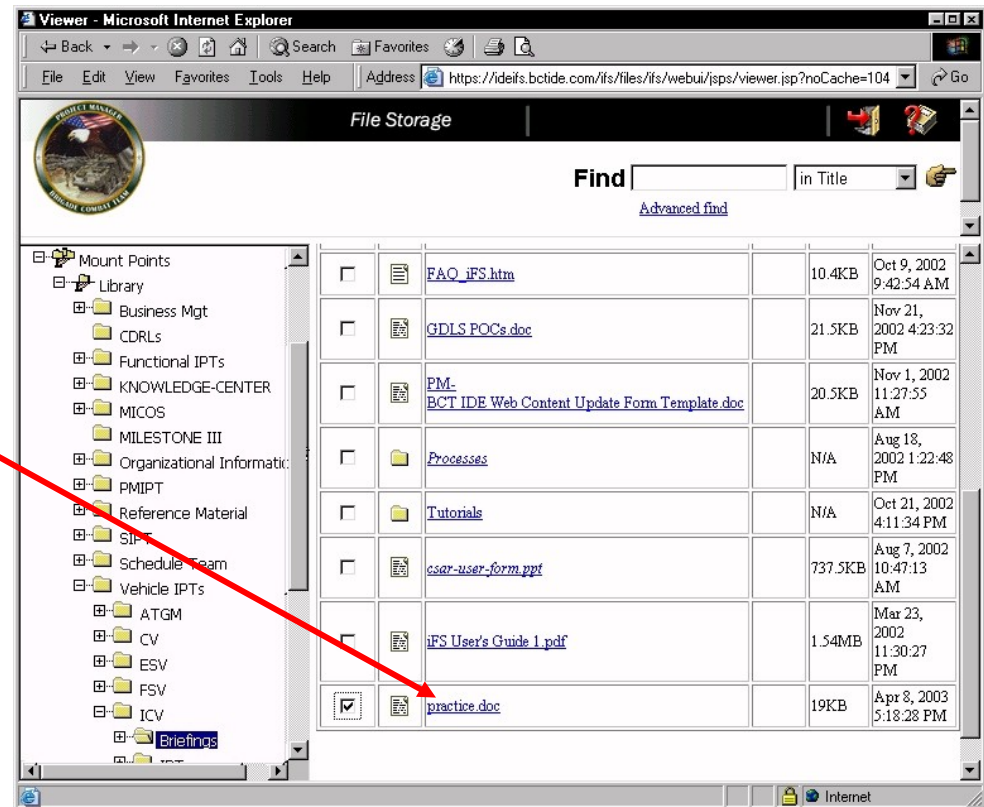 Viewer - Microsoft Internet Explorer
Back Search Favorites
File Edit View Favorites Tools Help Address https://ideifs.bctide.com/ifs/files/ifs/webui/jsps/viewer.jsp?noCache=104 Go
PROJECT MANAGER
BRIGADE COMBAT TEAM
File Storage
Find in Title
Advanced find
Mount Points
Library
Business Mgt
CDRLs
Functional IPTs
KNOWLEDGE-CENTER
MICOS
MILESTONE III
Organizational Informatic
PMIPT
Reference Material
SIPT
Schedule Team
Vehicle IPTs
ATGM
CV
ESV
FSV
ICV
Briefings
FAQ_iFS.htm 10.4KB Oct 9, 2002
9:42:54 AM
GDLS POCs.doc 21.5KB Nov 21,
2002 4:23:32
PM
PM-
BCT IDE Web Content Update Form Template.doc 20.5KB Nov 1, 2002
11:27:55
AM
Processes N/A Aug 18,
2002 1:22:48
PM
Tutorials N/A Oct 21, 2002
4:11:34 PM
csar-user-form.ppt 737.5KB Aug 7, 2002
10:47:13
AM
iFS User's Guide 1.pdf 1.54MB Mar 23,
2002
11:30:27
PM
practice.doc 19KB Apr 8, 2003
5:18:28 PM
Internet